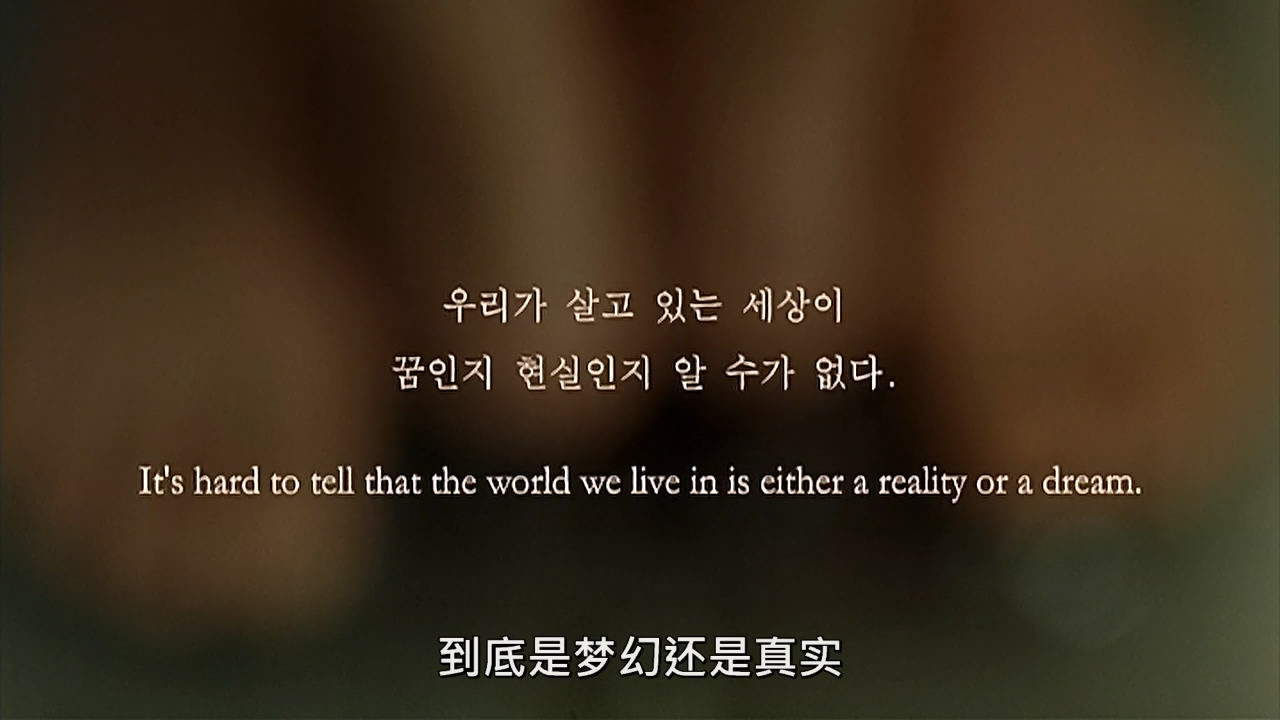 우리가 살고 있는 세상이
꿈인지 현실인지 알 수가 없다.
It's hard to tell that the world we live in is either a reality or a dream.
到底是梦幻还是真实